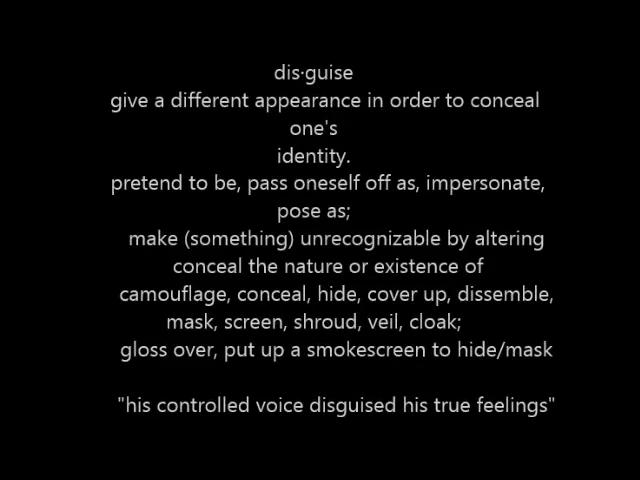 dis·guise
give a different appearance in order to conceal
one's
identity.
pretend to be, pass oneself off as, impersonate,
pose as;
make (something) unrecognizable by altering
conceal the nature or existence of
camouflage, conceal, hide, cover up, dissemble,
mask, screen, shroud, veil, cloak;
gloss over, put up a smokescreen to hide/mask
"his controlled voice disguised his true feelings"